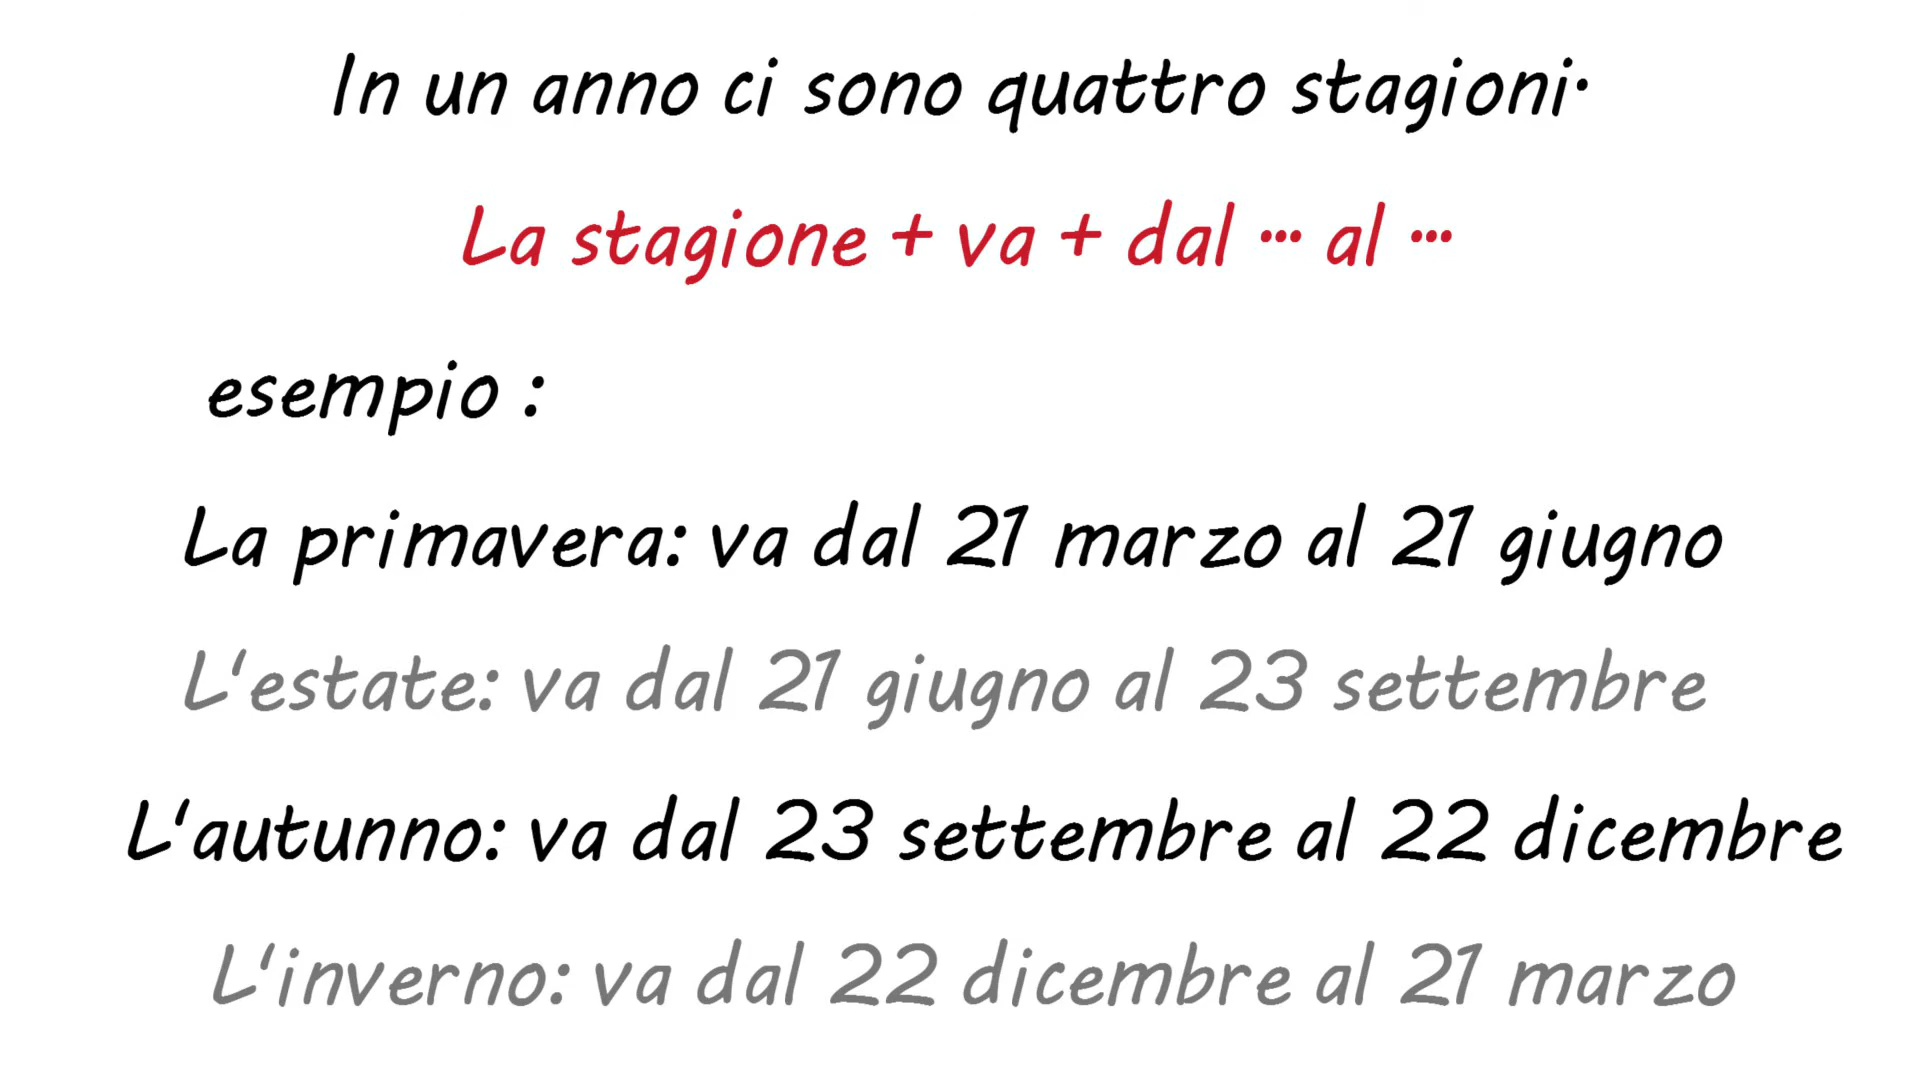 In un anno ci sono quattro stagioni.
La stagione + va + dal ... al ...
esempio :
La primavera: va dal 21 marzo al 21 giugno
L'estate: va dal 21 giugno al 23 settembre
L'autunno: va dal 23 settembre al 22 dicembre
L'inverno: va dal 22 dicembre al 21 marzo